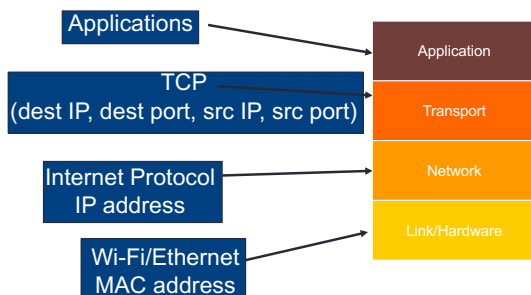 Applications
Application
TCP
(dest IP, dest port, src IP, src port)
Transport
Internet Protocol
IP address
Network
Wi-Fi/Ethernet
MAC address
Link/Hardware